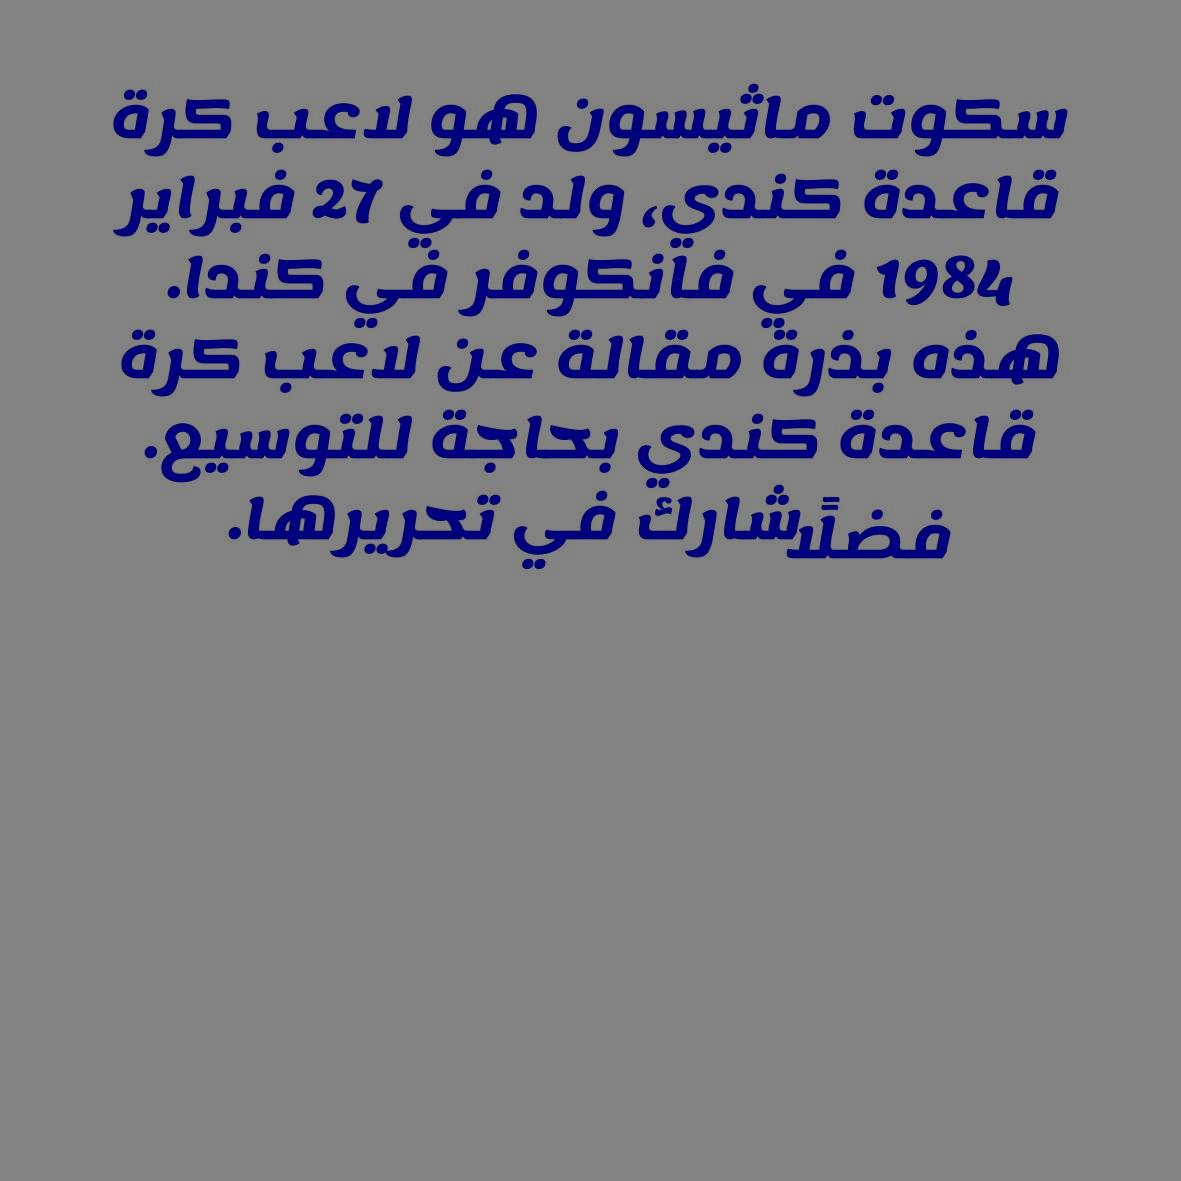 سكوت ماثيسون هو لاعب كرة
قاعدة كندي، ولد في 27 فبراير
1984 في فانكوفر في كندا.
هذه بذرة مقالة عن لاعب كرة
قاعدة كندي بحاجة للتوسيع.
فضلًا شارك في تحريرها.